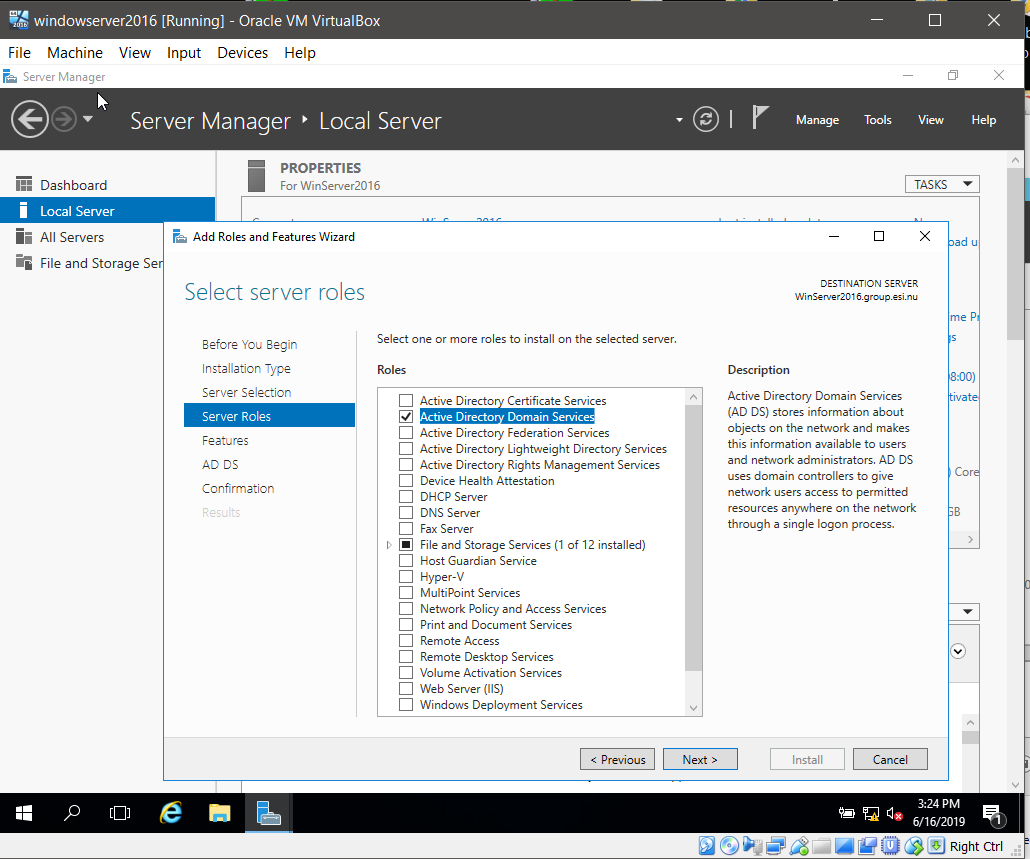 windowserver2016 [Running] - Oracle VM VirtualBox
File Machine View Input Devices Help
Server Manager
Server Manager Local Server
Manage Tools View Help
Dashboard
Local Server
All Servers
File and Storage Ser
PROPERTIES
For WinServer2016
TASKS
Add Roles and Features Wizard
Select server roles
DESTINATION SERVER
WinServer2016.group.esi.nu
Before You Begin
Installation Type
Server Selection
Server Roles
Features
AD DS
Confirmation
Results
Select one or more roles to install on the selected server.
Roles
Active Directory Certificate Services
Active Directory Domain Services
Active Directory Federation Services
Active Directory Lightweight Directory Services
Active Directory Rights Management Services
Device Health Attestation
DHCP Server
DNS Server
Fax Server
File and Storage Services (1 of 12 installed)
Host Guardian Service
Hyper-V
MultiPoint Services
Network Policy and Access Services
Print and Document Services
Remote Access
Remote Desktop Services
Volume Activation Services
Web Server (IIS)
Windows Deployment Services
Description
Active Directory Domain Services
(AD DS) stores information about
objects on the network and makes
this information available to users
and network administrators. AD DS
uses domain controllers to give
network users access to permitted
resources anywhere on the network
through a single logon process.
< Previous
Next >
Install
Cancel
3:24 PM
6/16/2019
1
Right Ctrl